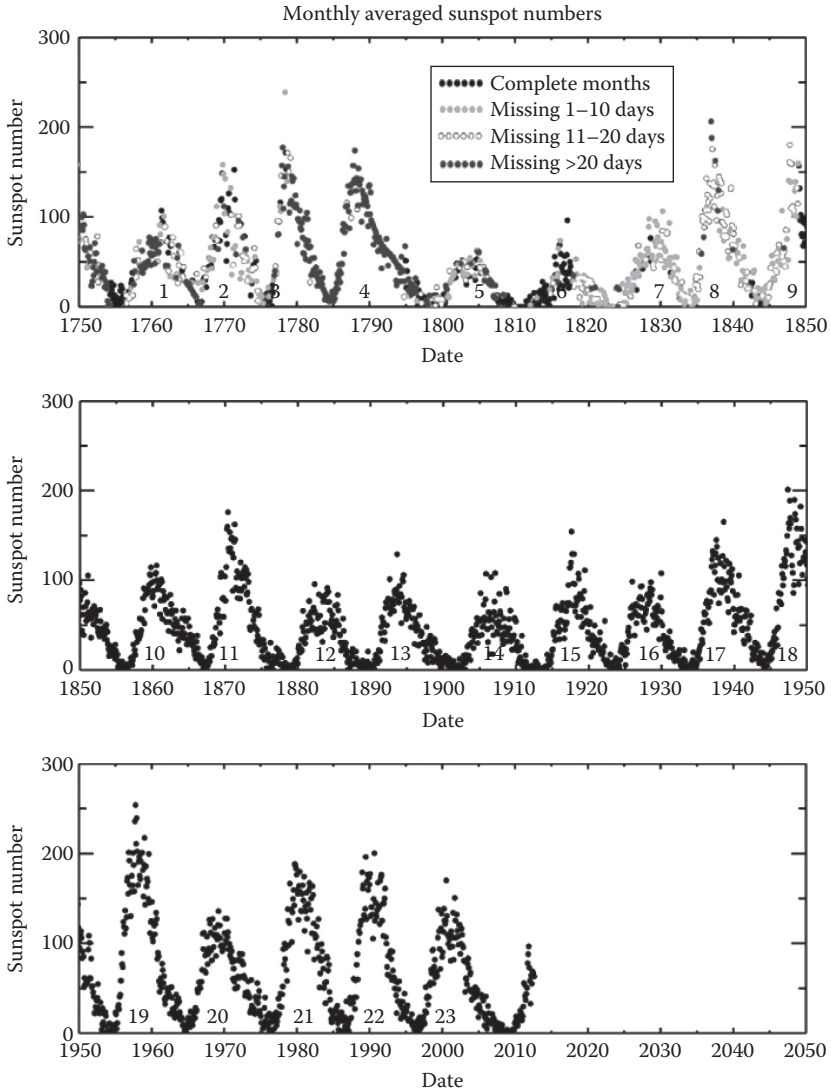 Monthly averaged sunspot numbers
300
200
100
0
Sunspot number
Complete months
Missing 1–10 days
Missing 11–20 days
Missing >20 days
1 2 3 4 5 6 7 8 9
1750 1760 1770 1780 1790 1800 1810 1820 1830 1840 1850
Date
300
200
100
0
Sunspot number
10 11 12 13 14 15 16 17 18
1850 1860 1870 1880 1890 1900 1910 1920 1930 1940 1950
Date
300
200
100
0
Sunspot number
19 20 21 22 23
1950 1960 1970 1980 1990 2000 2010 2020 2030 2040 2050
Date